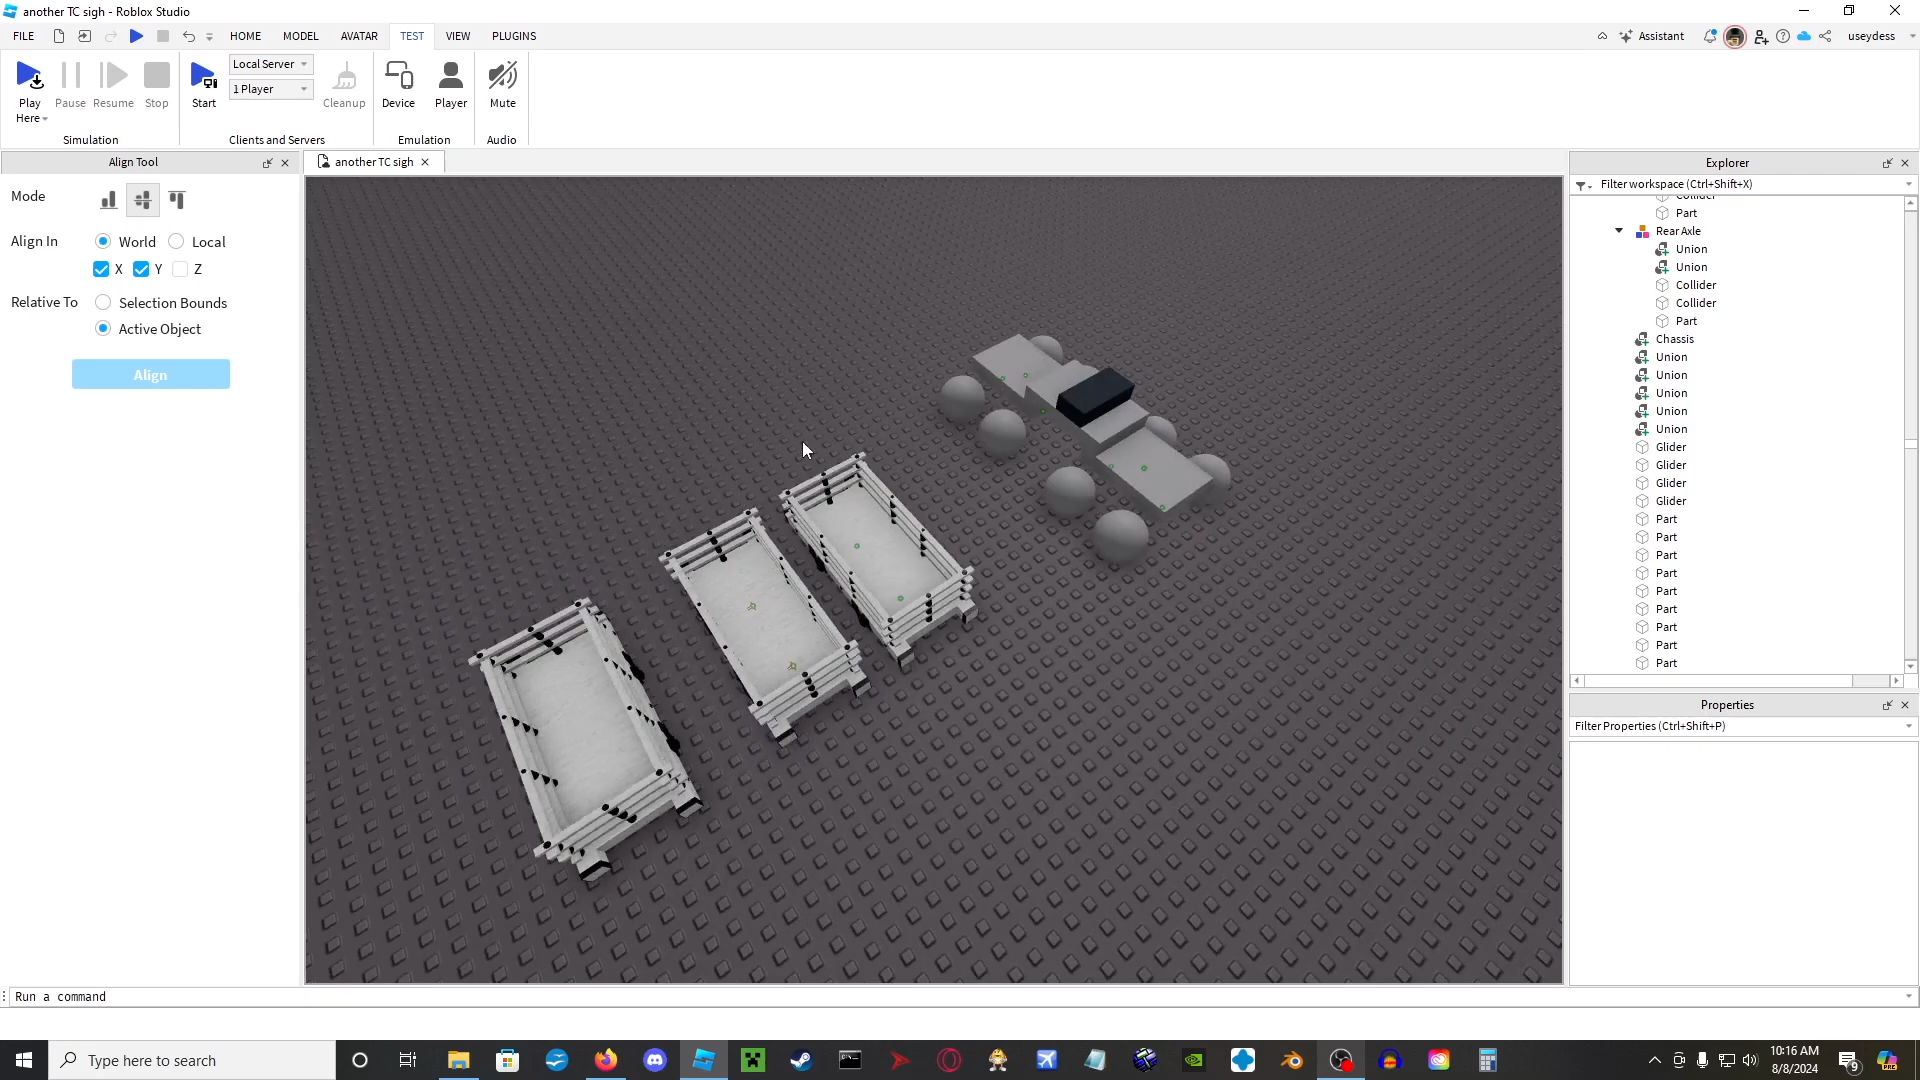 another TC sigh - Roblox Studio
FILE HOME MODEL AVATAR TEST VIEW PLUGINS Assistant useydess
Local Server
1 Player
Play Here Pause Resume Stop Start Cleanup Device Player Mute
Simulation Clients and Servers Emulation Audio
Align Tool
another TC sigh
Explorer
Mode
Filter workspace (Ctrl+Shift+X)
Collider
Part
Rear Axle
Align In World Local
Union
X Y Z
Union
Collider
Relative To Selection Bounds
Collider
Part
Active Object
Chassis
Union
Align
Union
Union
Union
Union
Glider
Glider
Glider
Glider
Part
Part
Part
Part
Part
Part
Part
Part
Part
Properties
Filter Properties (Ctrl+Shift+P)
Run a command
Type here to search
10:16 AM
8/8/2024
9
PRE